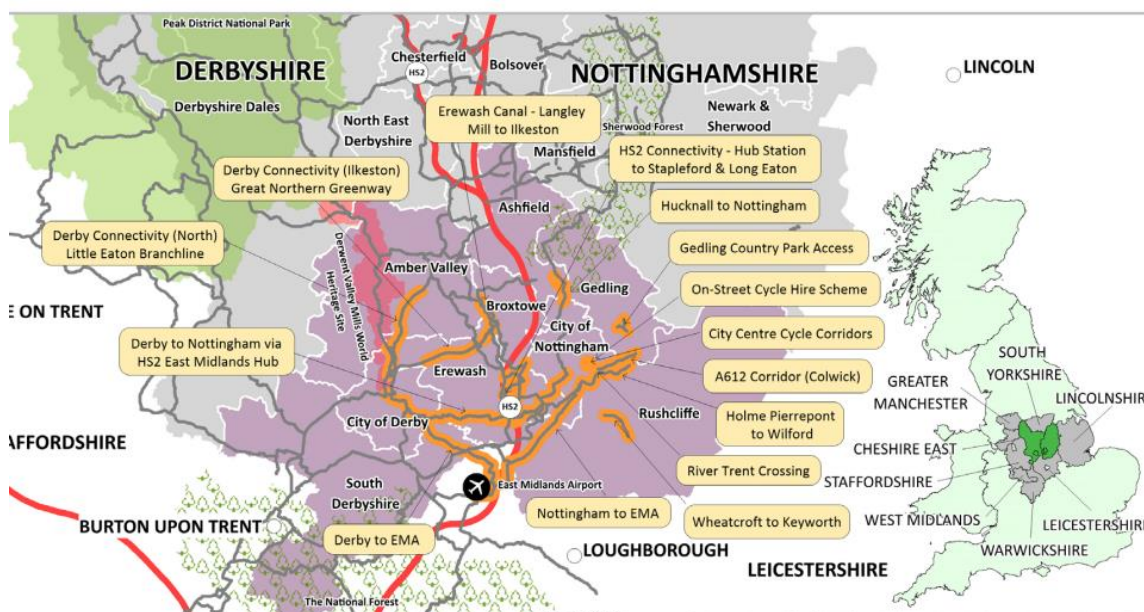 Peak District National Park
DERBYSHIRE
Derbyshire Dales
Chesterfield
HS2
Bolsover
NOTTINGHAMSHIRE
LINCOLN
North East
Derbyshire
Erewash Canal - Langley
Mill to Ilkeston
Sherwood Forest
Newark &
Sherwood
Mansfield
HS2 Connectivity - Hub Station
to Stapleford & Long Eaton
Derby Connectivity (Ilkeston)
Great Northern Greenway
Ashfield
Hucknall to Nottingham
Derby Connectivity (North)
Little Eaton Branchline
Derwent Valley Mills World
Heritage Site
Amber Valley
Gedling Country Park Access
Broxtowe
Gedling
On-Street Cycle Hire Scheme
E ON TRENT
City of
Nottingham
City Centre Cycle Corridors
Derby to Nottingham via
HS2 East Midlands Hub
Erewash
A612 Corridor (Colwick)
HS2
City of Derby
Rushcliffe
Holme Pierrepont
to Wilford
AFFORDSHIRE
River Trent Crossing
South
Derbyshire
East Midlands Airport
Nottingham to EMA
Wheatcroft to Keyworth
BURTON UPON TRENT
Derby to EMA
LOUGHBOROUGH
LEICESTERSHIRE
The National Forest
SOUTH
YORKSHIRE
GREATER
MANCHESTER
LINCOLNSHIR
CHESHIRE EAST
STAFFORDSHIRE
WEST MIDLANDS
LEICESTERSHIRE
WARWICKSHIRE